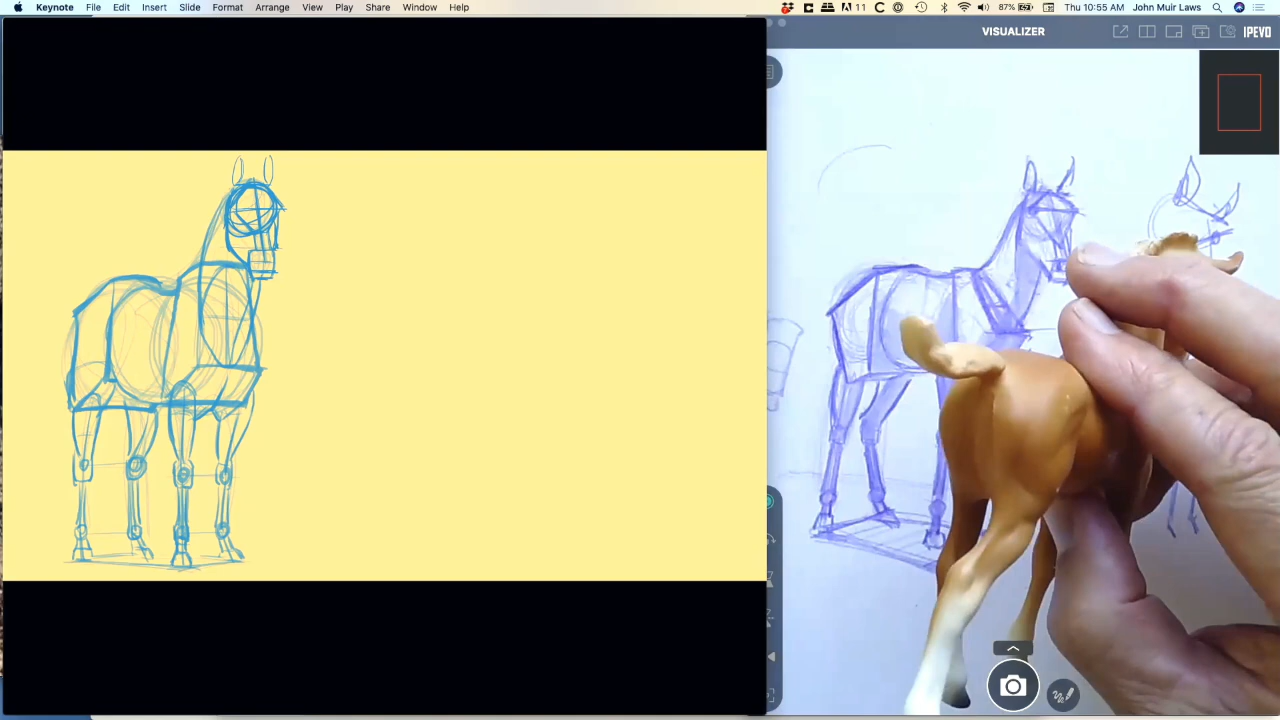 Keynote File Edit Insert Slide Format Arrange View Play Share Window Help 11 87% Thu 10:55 AM John Muir Laws
VISUALIZER IPEVO